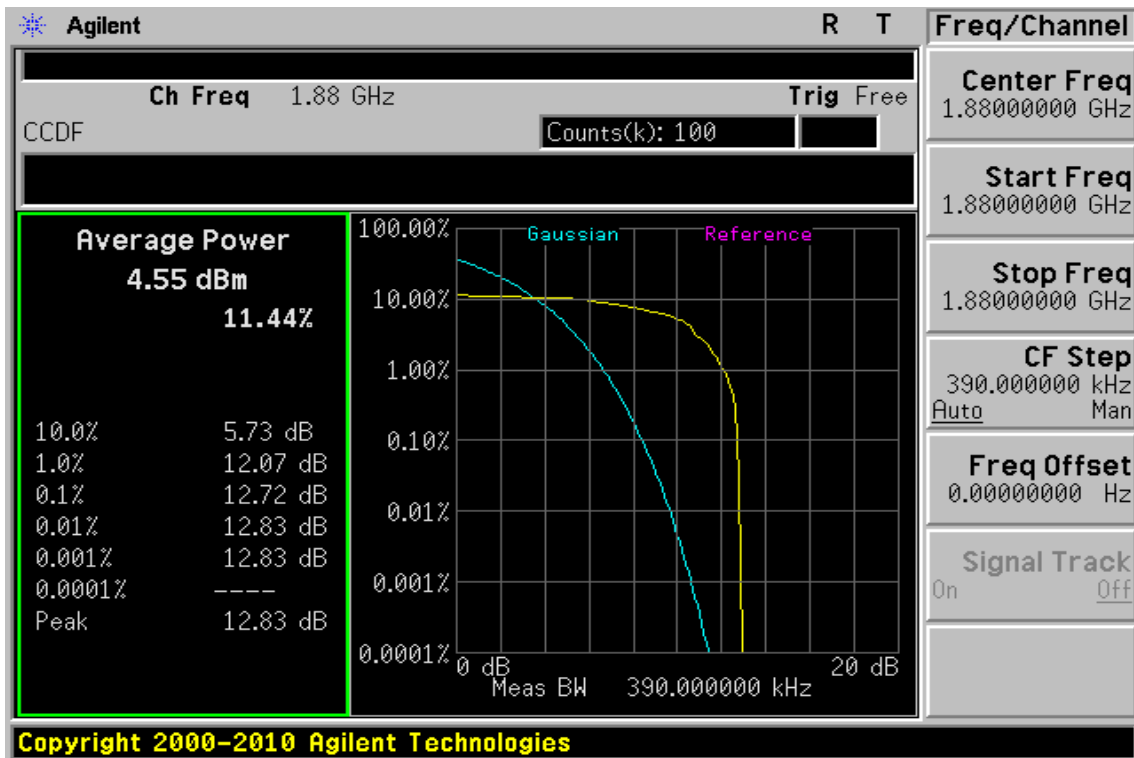 Agilent R T
Ch Freq 1.88 GHz Trig Free
CCDF
Counts(k): 100
Average Power
4.55 dBm
11.44%
10.0% 5.73 dB
1.0% 12.07 dB
0.1% 12.72 dB
0.01% 12.83 dB
0.001% 12.83 dB
0.0001% ----
Peak 12.83 dB
Gaussian Reference
100.00%
10.00%
1.00%
0.10%
0.01%
0.001%
0.0001%
0 dB 20 dB
Meas BW 390.000000 kHz
Freq/Channel
Center Freq
1.88000000 GHz
Start Freq
1.88000000 GHz
Stop Freq
1.88000000 GHz
CF Step
390.000000 kHz
Auto Man
Freq Offset
0.00000000 Hz
Signal Track
On Off
Copyright 2000-2010 Agilent Technologies